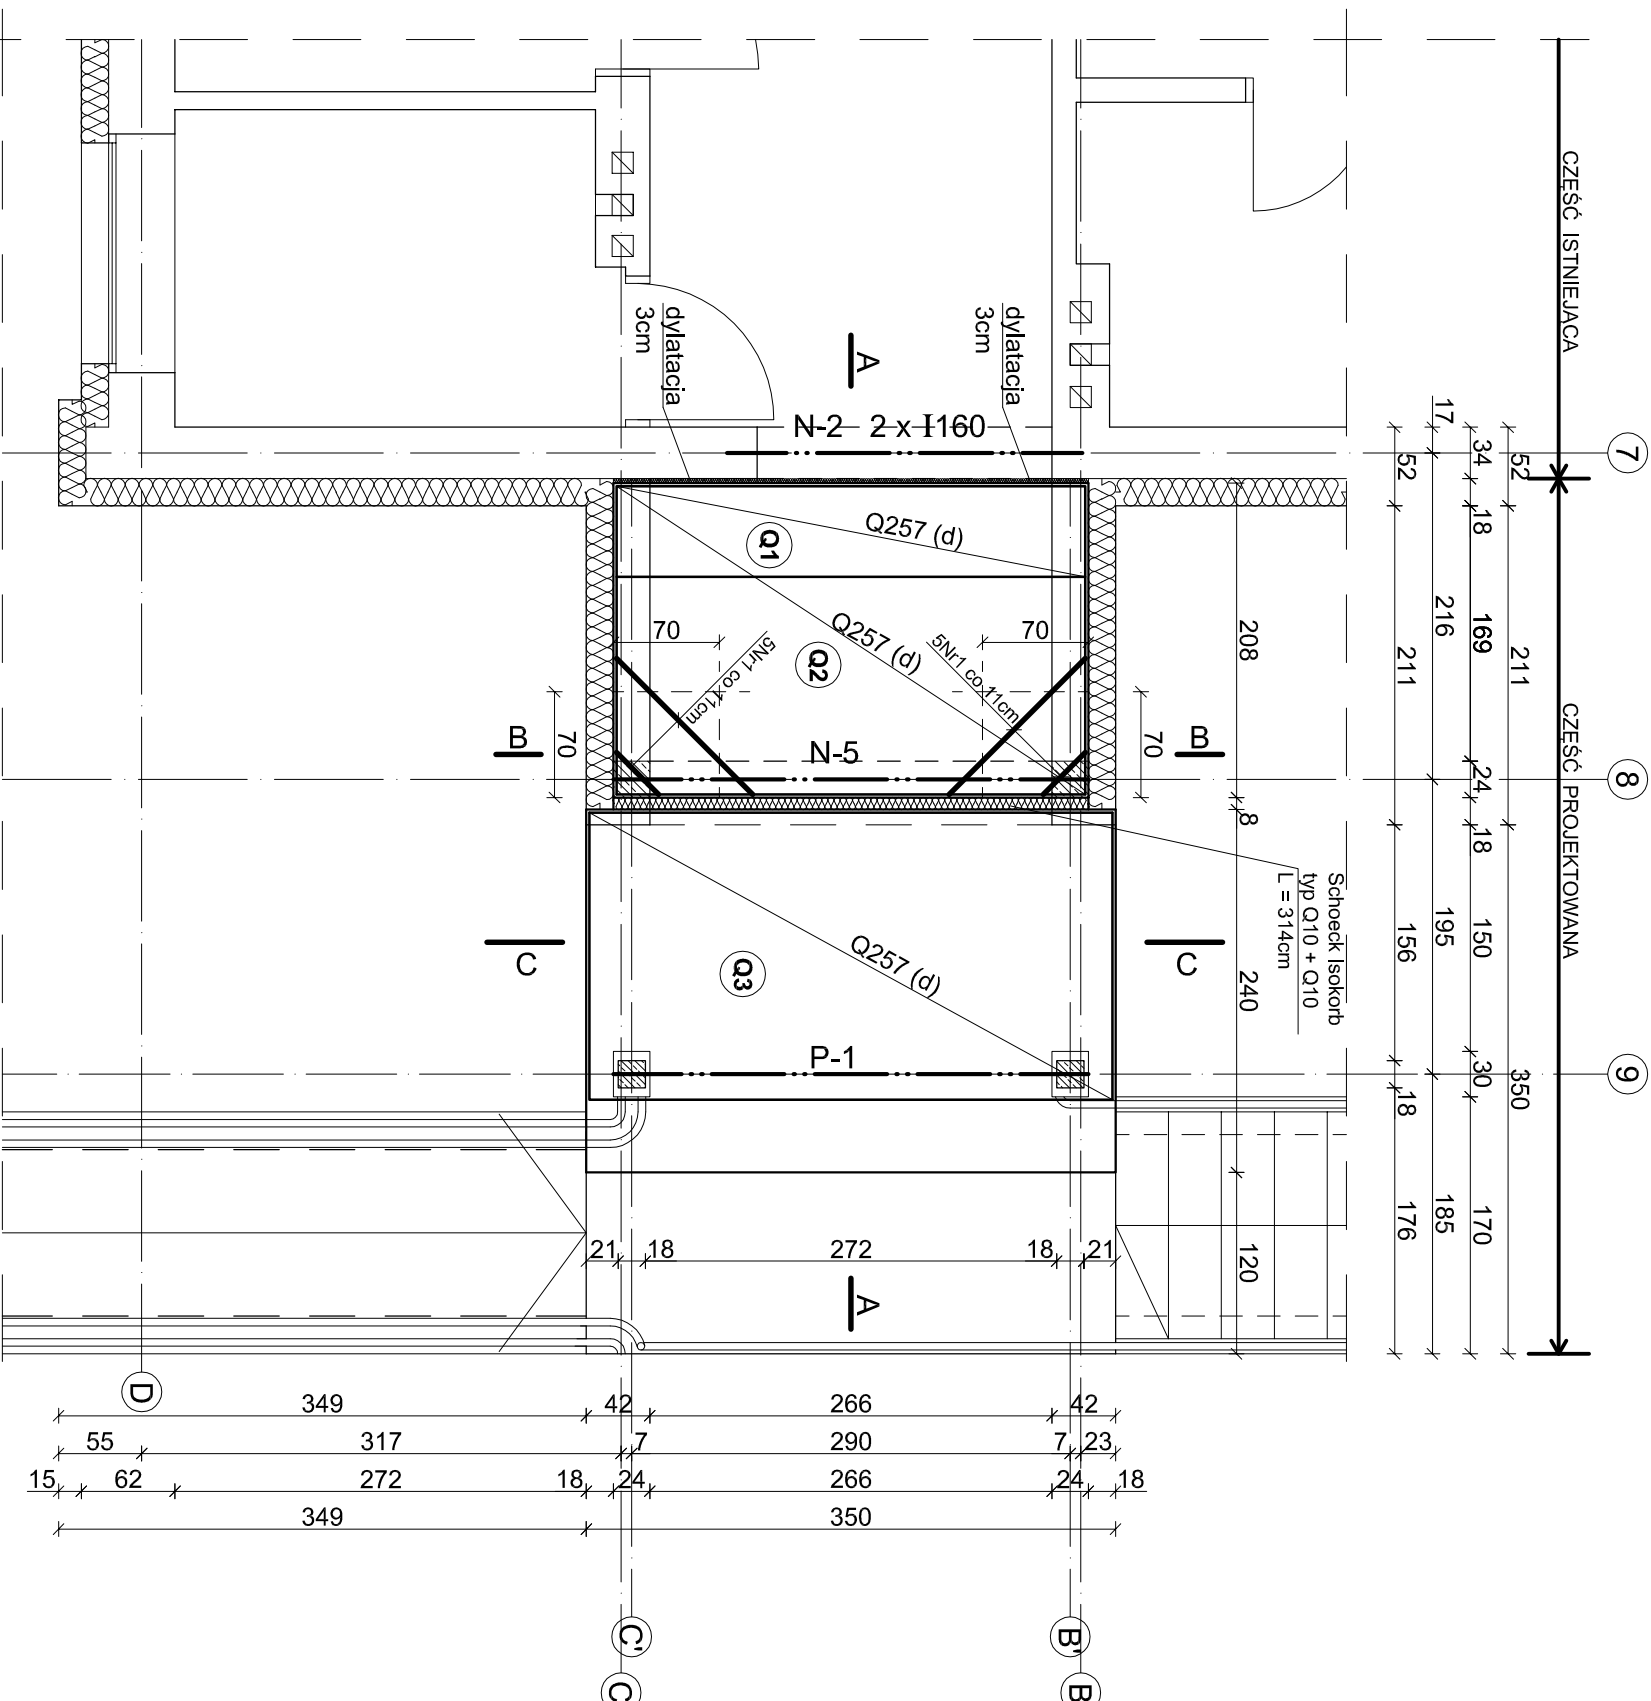 CZĘŚĆ ISTNIEJĄCA
CZĘŚĆ PROJEKTOWANA
7
8
9
52
211
350
34
18
169
24
18
150
30
170
17
216
195
185
52
211
156
18
176
208
8
240
120
A
dylatacja
3cm
dylatacja
3cm
N-2 2 x I160
Q257 (d)
Q1
Q257 (d)
Q2
70
70
5Nr1 co 11cm
5Nr1 co 11cm
70
70
B
B
N-5
Schoeck Isokorb
typ Q10 + Q10
L = 314cm
C
C
Q257 (d)
Q3
P-1
21
18
272
18
21
A
D
349
42
266
42
55
317
7
290
7
23
15
62
272
18
24
266
24
18
349
350
C'
B'
C
B